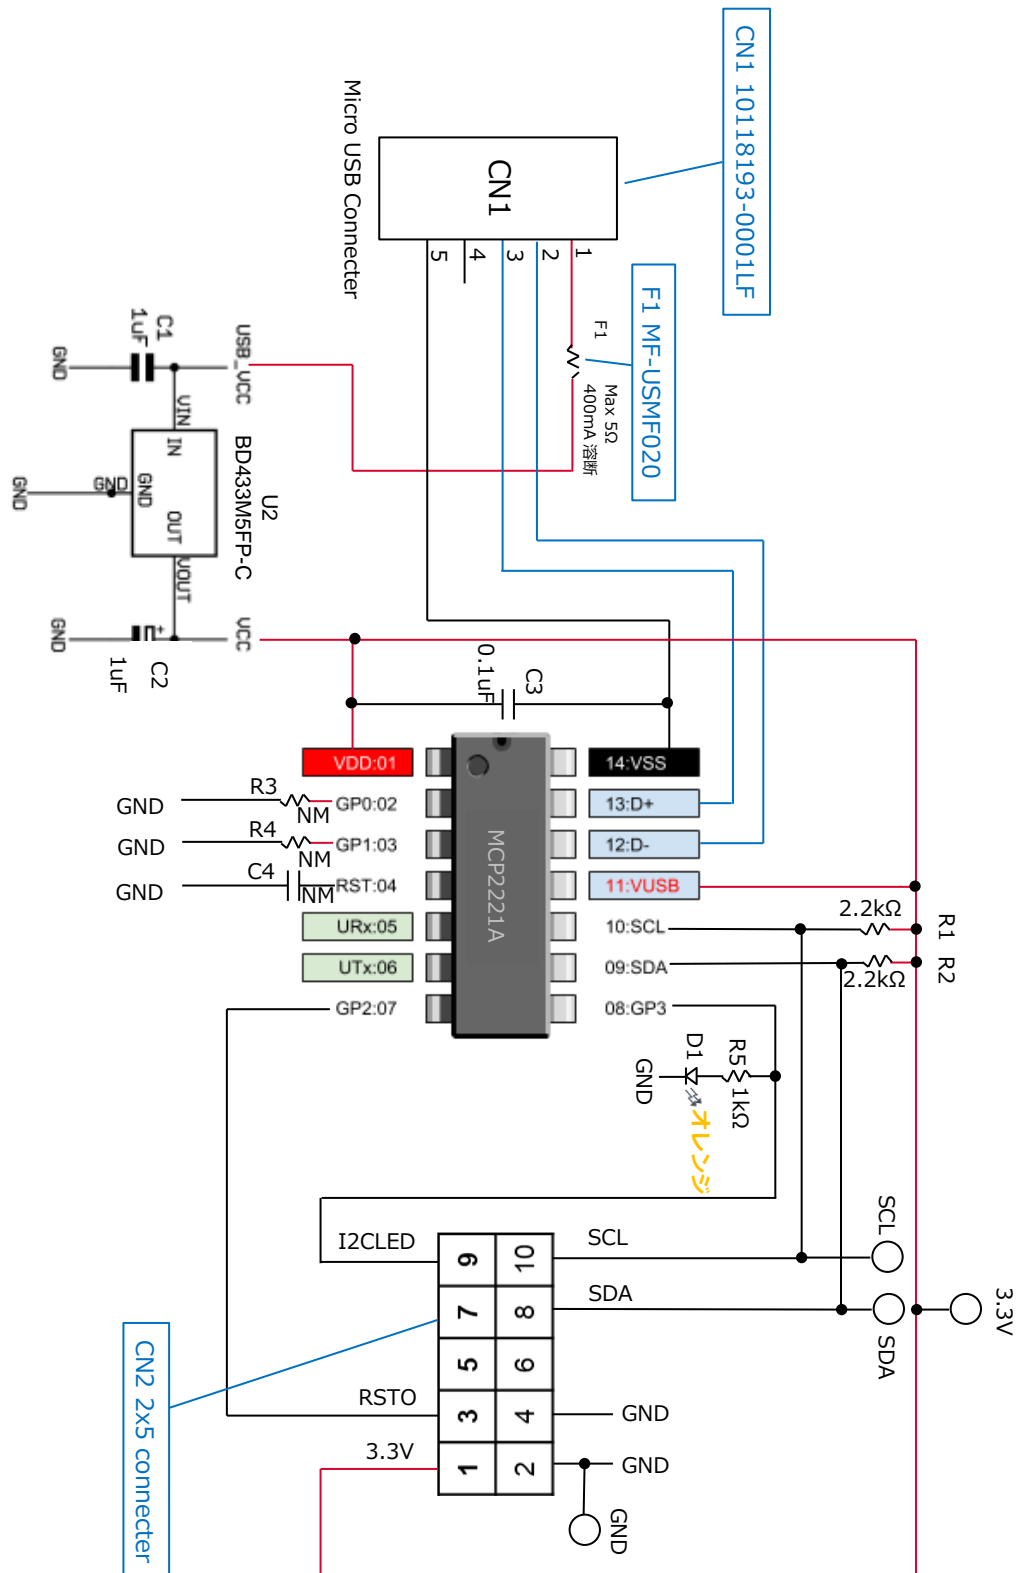 CN1 10118193-0001LF
Micro USB Connecter
CN1
1
2
3
4
5
F1 MF-USMF020
F1
Max 5Ω
400mA 溶断
C1
1uF
GND
USB_VCC
VIN
IN
GND
GND
GND
OUT
VOUT
U2
BD433M5FP-C
VCC
GND
+
C2
1uF
C3
0.1uF
VDD:01
14:VSS
R3
GND
NM
GP0:02
13:D+
R4
GND
NM
GP1:03
12:D-
C4
GND
NM
RST:04
11:VUSB
MCP2221A
URx:05
10:SCL
2.2kΩ
R1
UTx:06
09:SDA
2.2kΩ
R2
GP2:07
08:GP3
D1
R5
1kΩ
GND
オレンジ
I2CLED
9
10
SCL
SCL
7
8
SDA
SDA
3.3V
5
6
RSTO
3
4
GND
3.3V
1
2
GND
GND
CN2 2x5 connecter